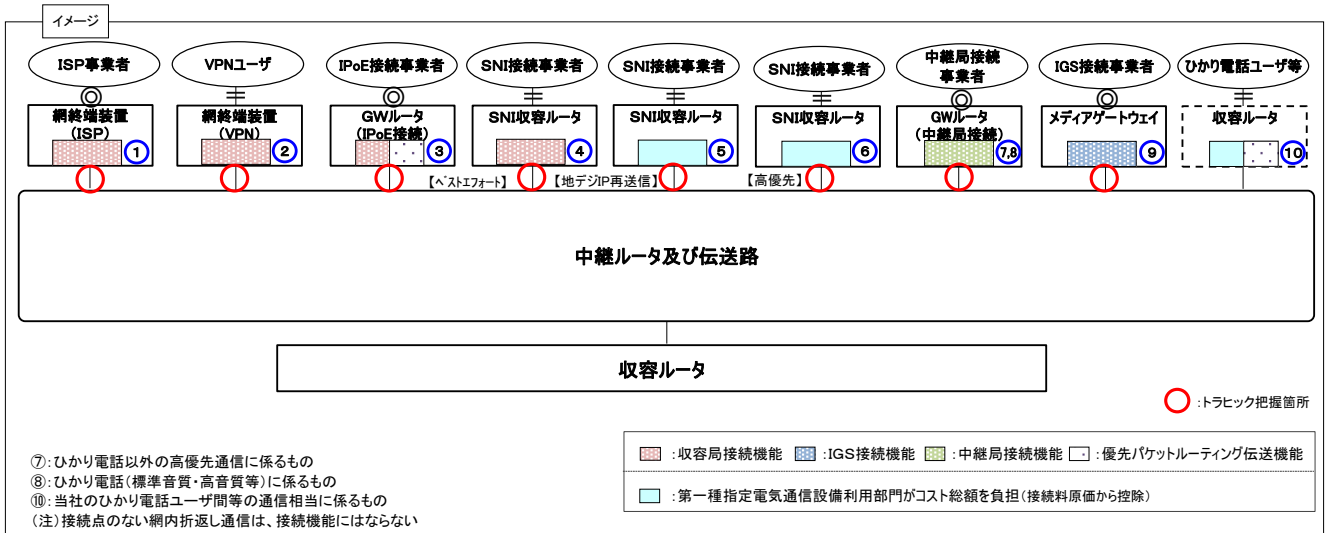 イメージ
ISP事業者
VPNユーザ
IPoE接続事業者
SNI接続事業者
SNI接続事業者
SNI接続事業者
中継局接続
事業者
IGS接続事業者
ひかり電話ユーザ等
網終端装置
(ISP)
①
網終端装置
(VPN)
②
GWルータ
(IPoE接続)
③
SNI収容ルータ
④
SNI収容ルータ
⑤
SNI収容ルータ
⑥
GWルータ
(中継局接続)
7,8
メディアゲートウェイ
⑨
収容ルータ
⑩
【ベストエフォート】
【地デジIP再送信】
【高優先】
中継ルータ及び伝送路
収容ルータ
:トラヒック把握箇所
⑦:ひかり電話以外の高優先通信に係るもの
⑧:ひかり電話(標準音質・高音質等)に係るもの
⑩:当社のひかり電話ユーザ間等の通信相当に係るもの
(注)接続点のない網内折返し通信は、接続機能にはならない
:収容局接続機能 :IGS接続機能 :中継局接続機能 :優先パケットルーティング伝送機能
:第一種指定電気通信設備利用部門がコスト総額を負担(接続料原価から控除)